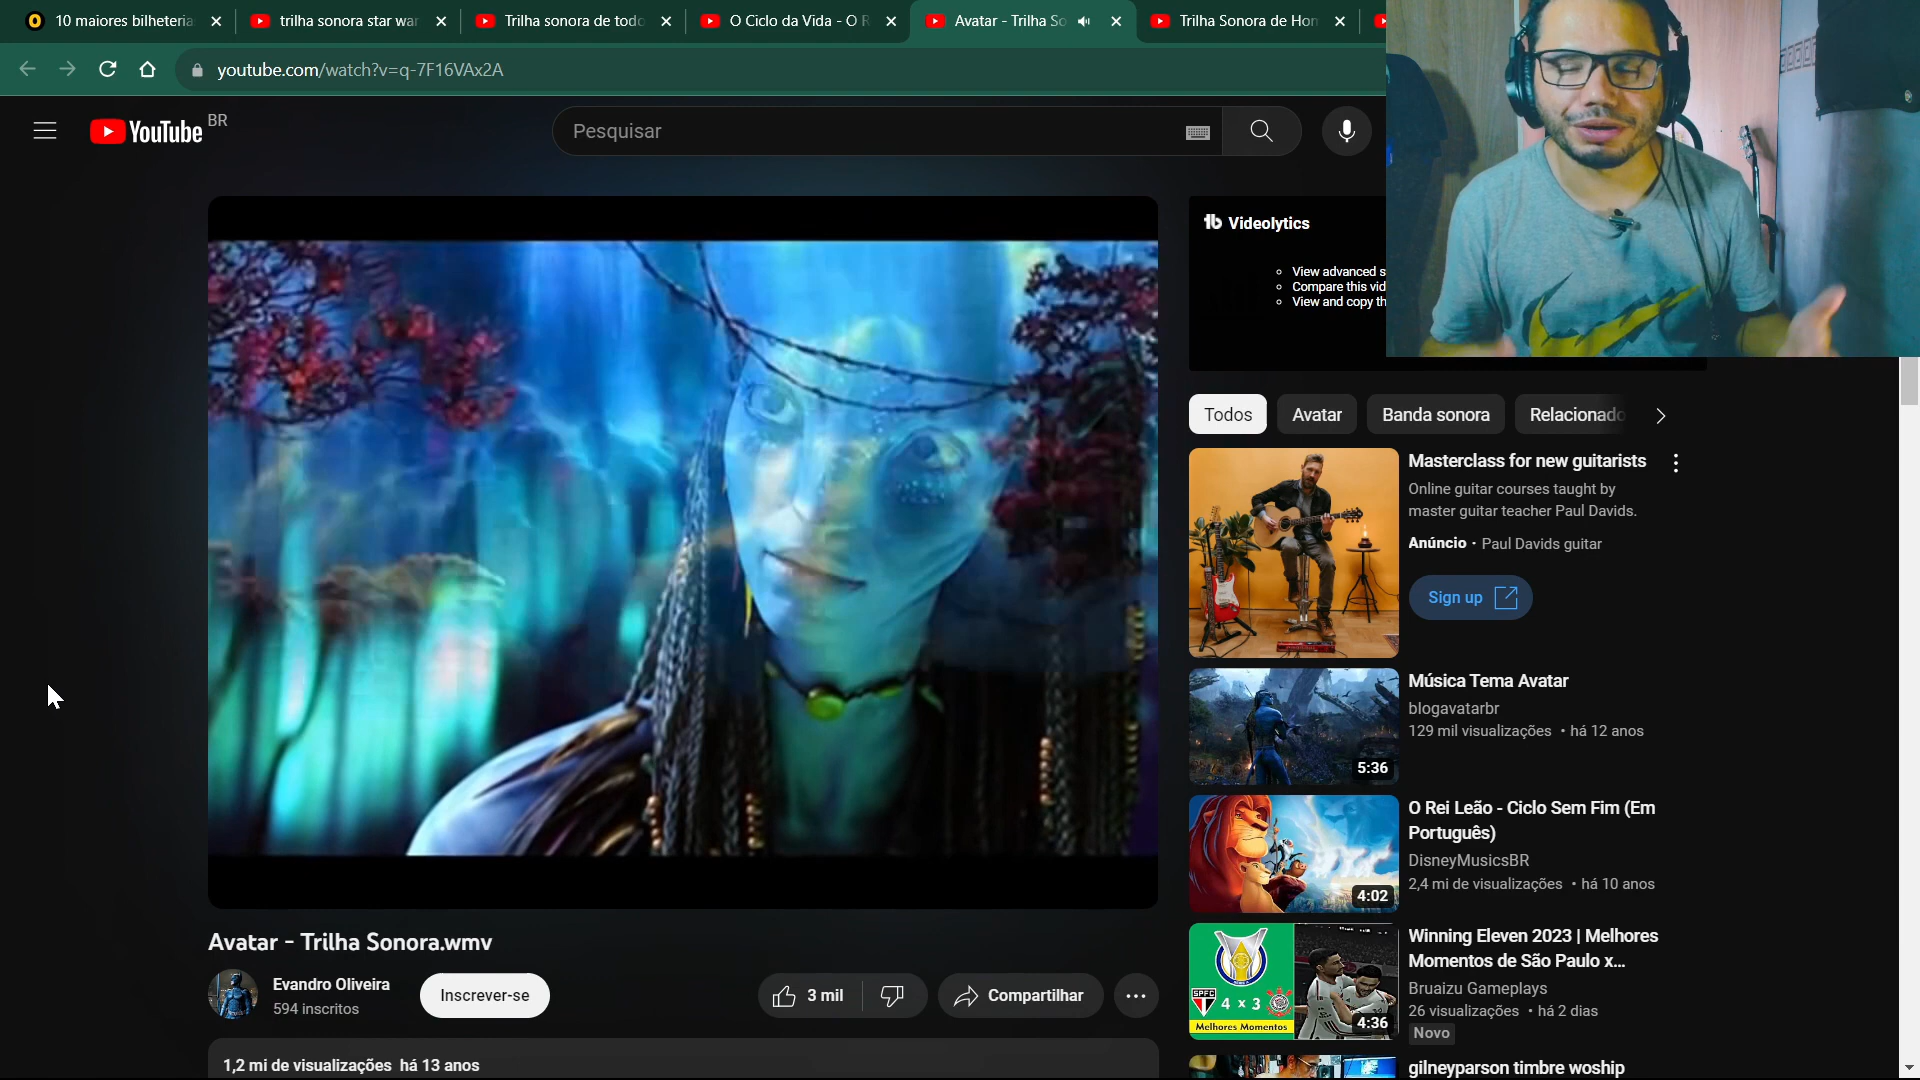 10 maiores bilheteria
trilha sonora star war
Trilha sonora de todo
O Ciclo da Vida - O R
Avatar - Trilha So
Trilha Sonora de Hom
youtube.com/watch?v=q-7F16VAx2A
YouTube BR
Pesquisar
tb Videolytics
View advanced s
Compare this vid
View and copy th
Todos
Avatar
Banda sonora
Relacionado
Masterclass for new guitarists
Online guitar courses taught by
master guitar teacher Paul Davids.
Anúncio · Paul Davids guitar
Sign up
Música Tema Avatar
blogavatarbr
129 mil visualizações · há 12 anos
5:36
O Rei Leão - Ciclo Sem Fim (Em
Português)
DisneyMusicsBR
2,4 mi de visualizações · há 10 anos
4:02
Winning Eleven 2023 | Melhores
Momentos de São Paulo x...
Bruaizu Gameplays
26 visualizações · há 2 dias
Novo
SPFC
4 x 3
Melhores Momentos
4:36
gilneyparson timbre woship
Avatar - Trilha Sonora.wmv
Evandro Oliveira
594 inscritos
Inscrever-se
3 mil
Compartilhar
1,2 mi de visualizações há 13 anos